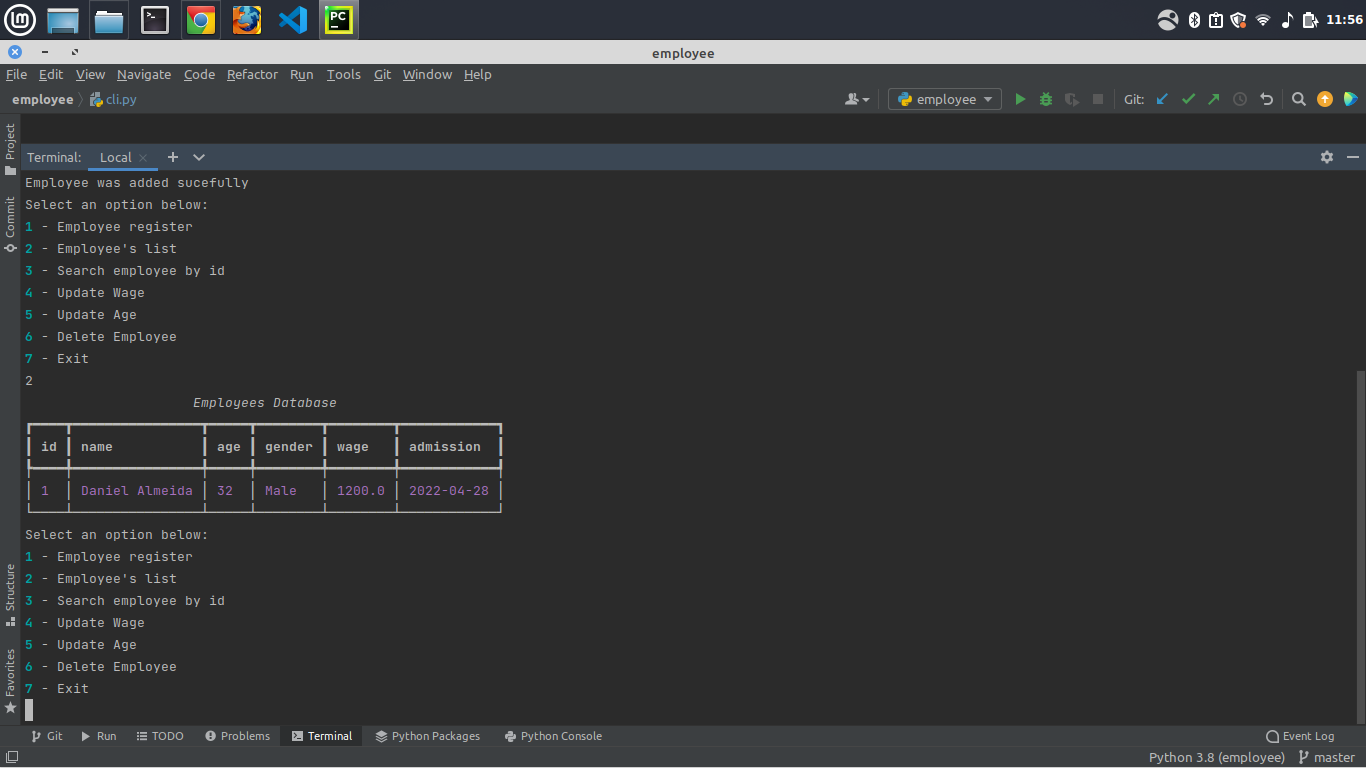 11:56
employee
File Edit View Navigate Code Refactor Run Tools Git Window Help
employee cli.py employee Git:
Project
Commit
Structure
Favorites
Terminal: Local
Employee was added sucefully
Select an option below:
1 - Employee register
2 - Employee's list
3 - Search employee by id
4 - Update Wage
5 - Update Age
6 - Delete Employee
7 - Exit
2
Employees Database
id name age gender wage admission
1 Daniel Almeida 32 Male 1200.0 2022-04-28
Select an option below:
1 - Employee register
2 - Employee's list
3 - Search employee by id
4 - Update Wage
5 - Update Age
6 - Delete Employee
7 - Exit
Git Run TODO Problems Terminal Python Packages Python Console Event Log
Python 3.8 (employee) master